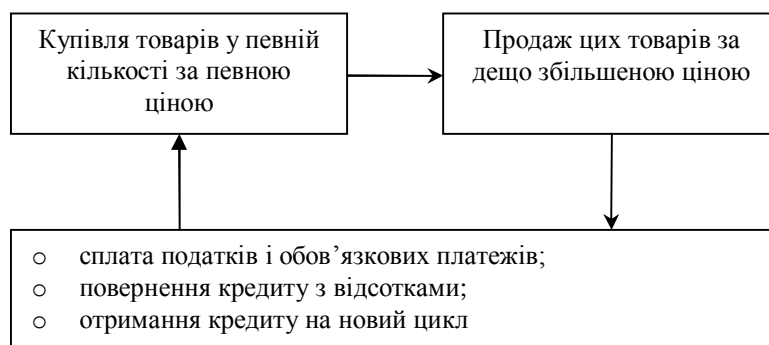 Купівля товарів у певній
кількості за певною
ціною
Продаж цих товарів за
дещо збільшеною ціною
o сплата податків і обов’язкових платежів;
o повернення кредиту з відсотками;
o отримання кредиту на новий цикл